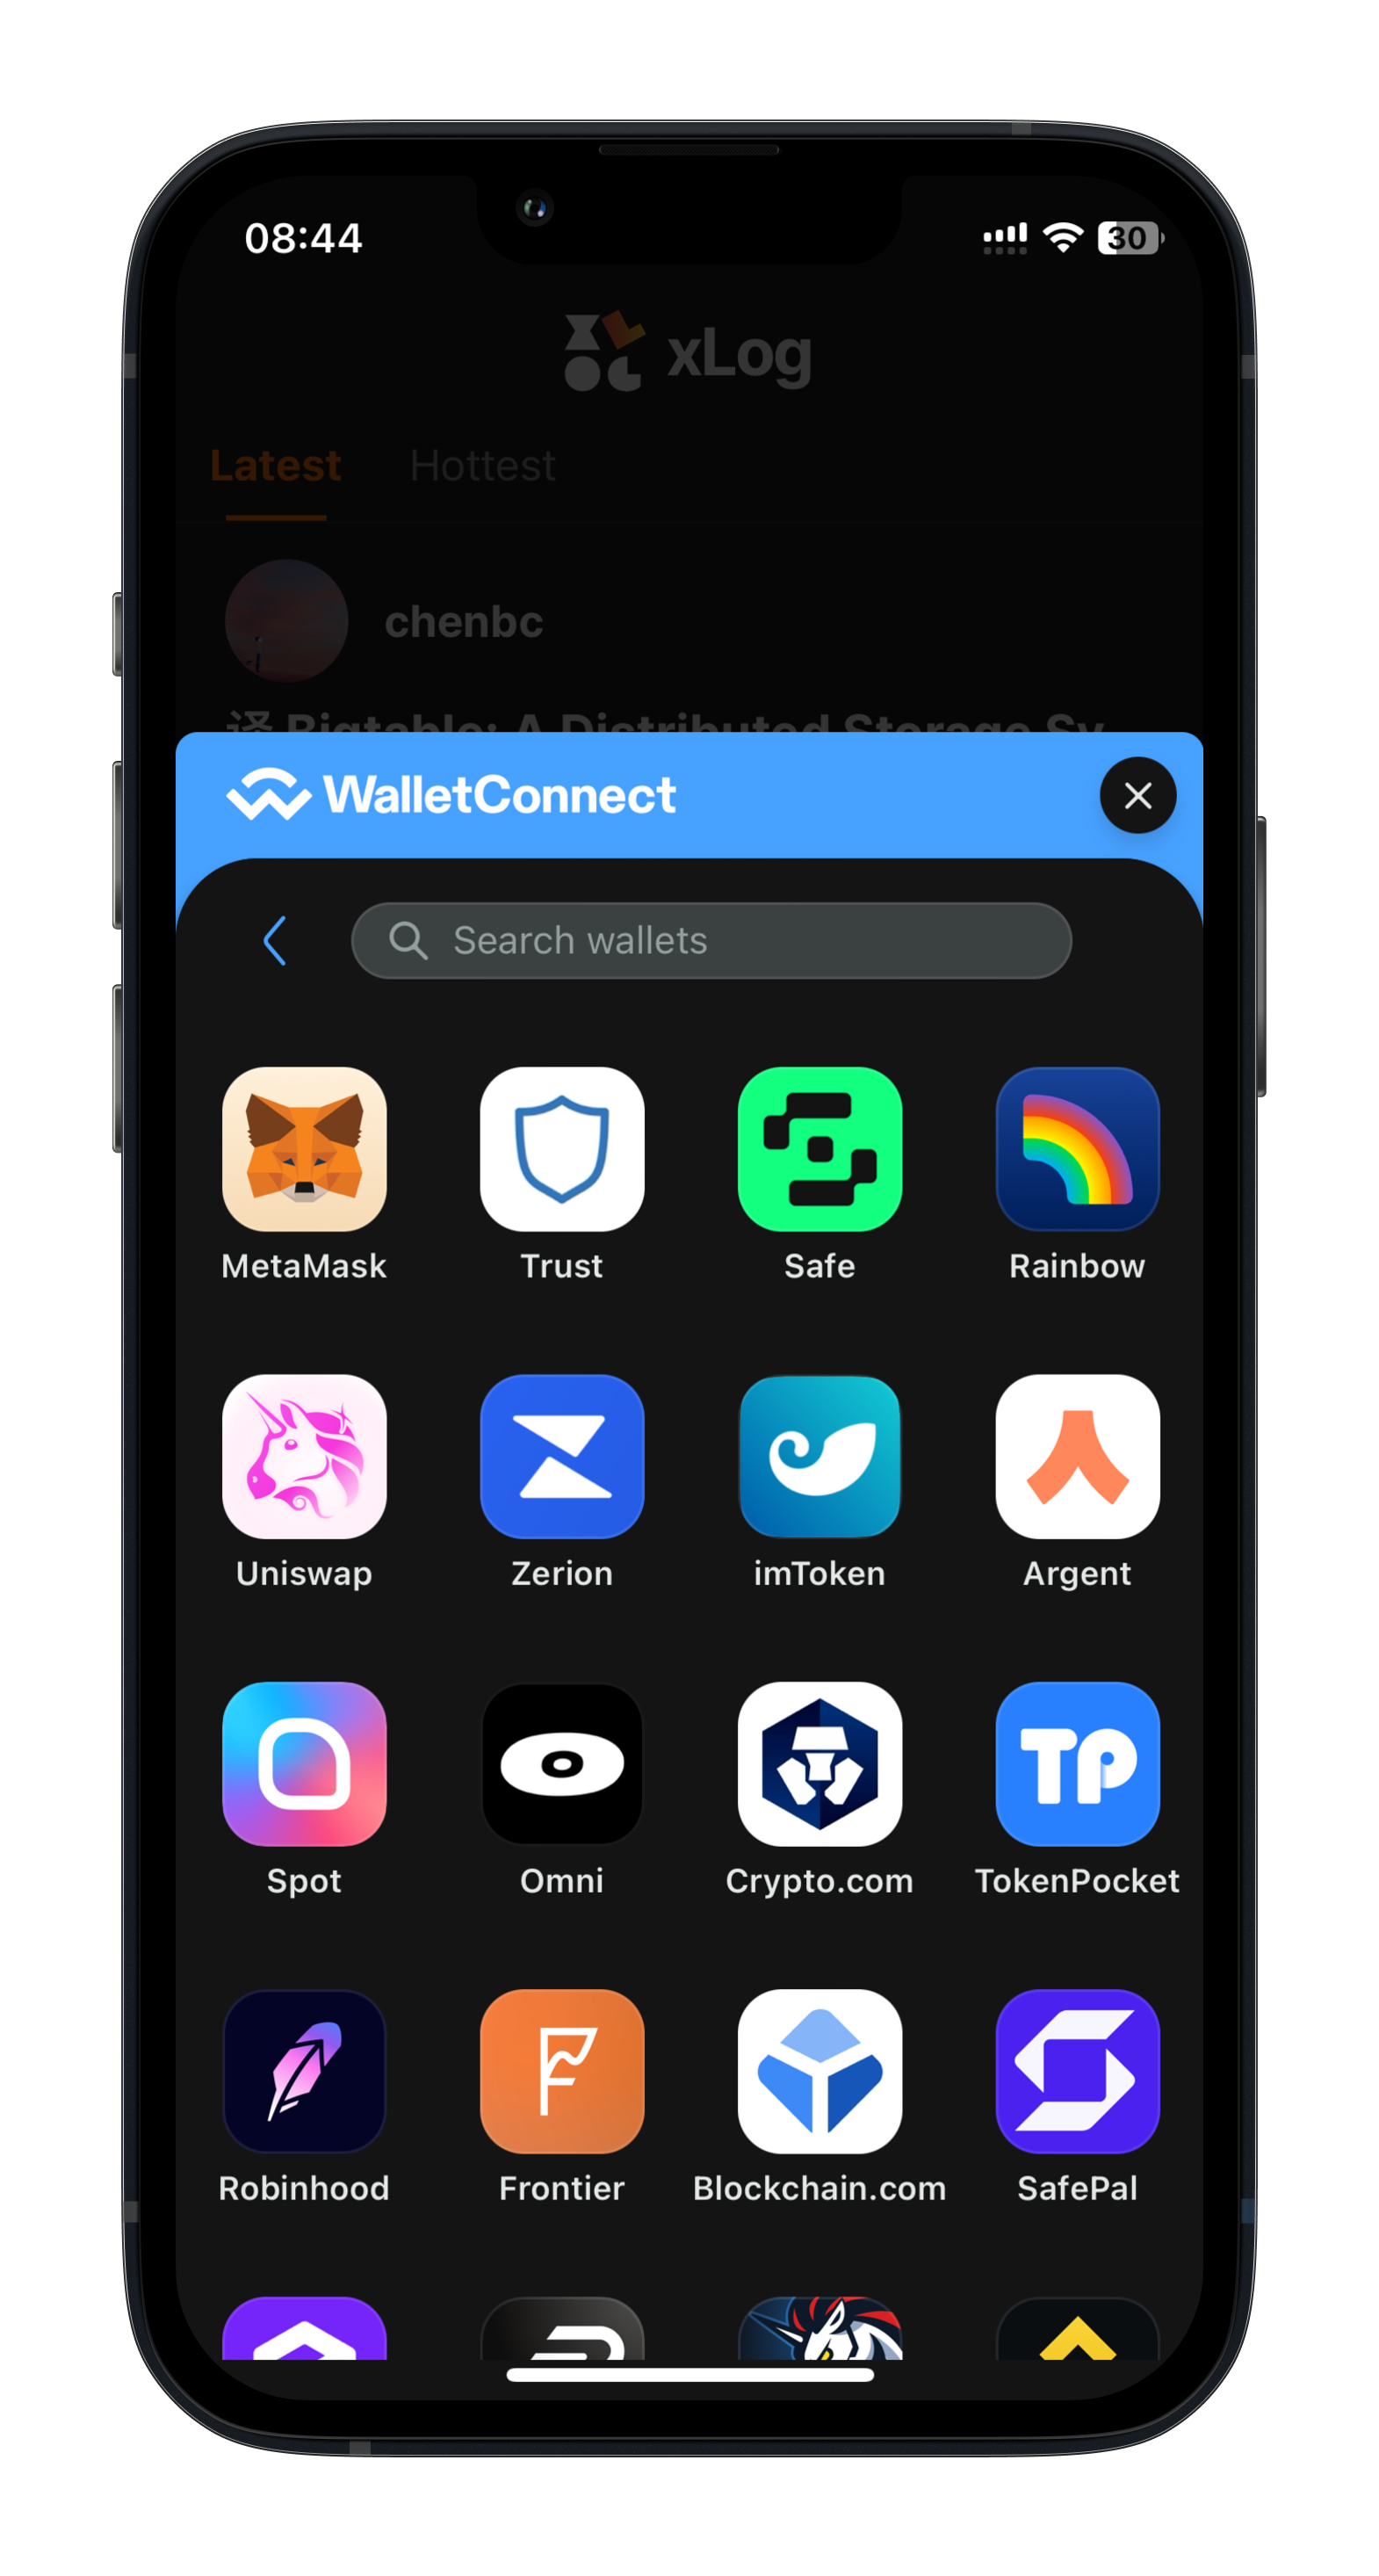 08:44
30
xLog
Latest Hottest
chenbc
译 Bigtable: A Distributed Storage Sy
WalletConnect
Search wallets
MetaMask Trust Safe Rainbow
Uniswap Zerion imToken Argent
Spot Omni Crypto.com TokenPocket
TP
Robinhood Frontier Blockchain.com SafePal